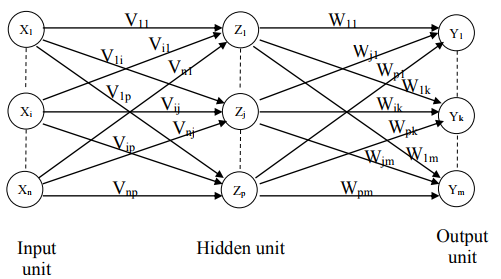 V11
W11
X1
Z1
Y1
V1i
Vi1
Vn1
Wj1
Wp1
V1p
W1k
Xi
Vij
Zj
Wik
Yk
Vnj
Wpk
Vip
Wjm
W1m
Xn
Vnp
Zp
Wpm
Ym
Input
unit
Hidden unit
Output
unit